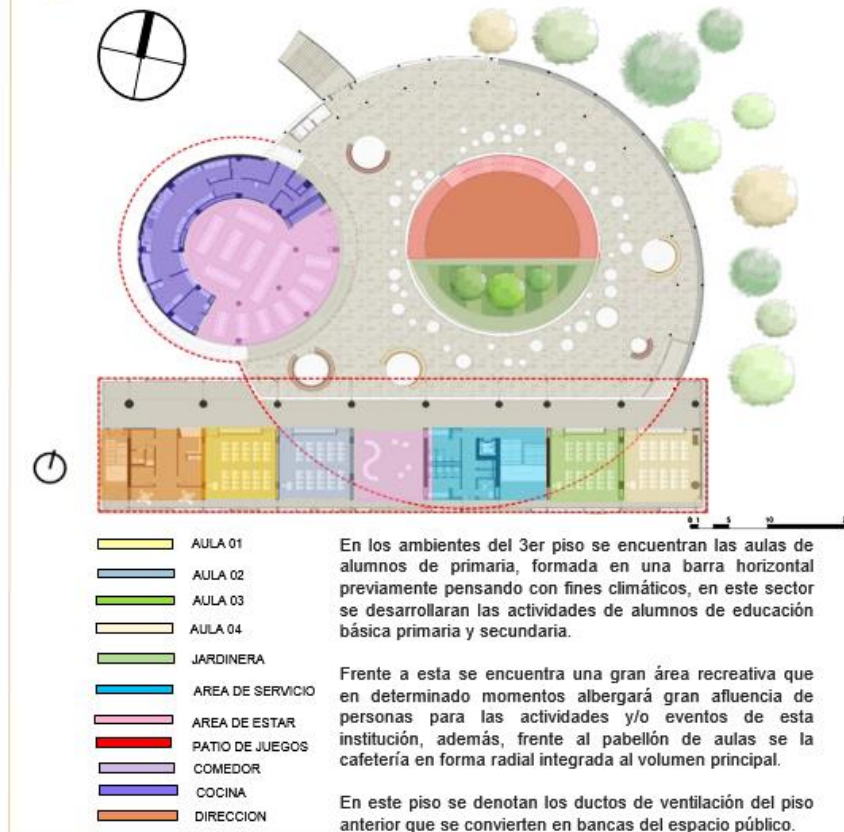 0 1 5 10
AULA 01
AULA 02
AULA 03
AULA 04
JARDINERA
AREA DE SERVICIO
AREA DE ESTAR
PATIO DE JUEGOS
COMEDOR
COCINA
DIRECCION
En los ambientes del 3er piso se encuentran las aulas de
alumnos de primaria, formada en una barra horizontal
previamente pensando con fines climáticos, en este sector
se desarrollaran las actividades de alumnos de educación
básica primaria y secundaria.
Frente a esta se encuentra una gran área recreativa que
en determinado momentos albergará gran afluencia de
personas para las actividades y/o eventos de esta
institución, además, frente al pabellón de aulas se la
cafetería en forma radial integrada al volumen principal.
En este piso se denotan los ductos de ventilación del piso
anterior que se convierten en bancas del espacio público.